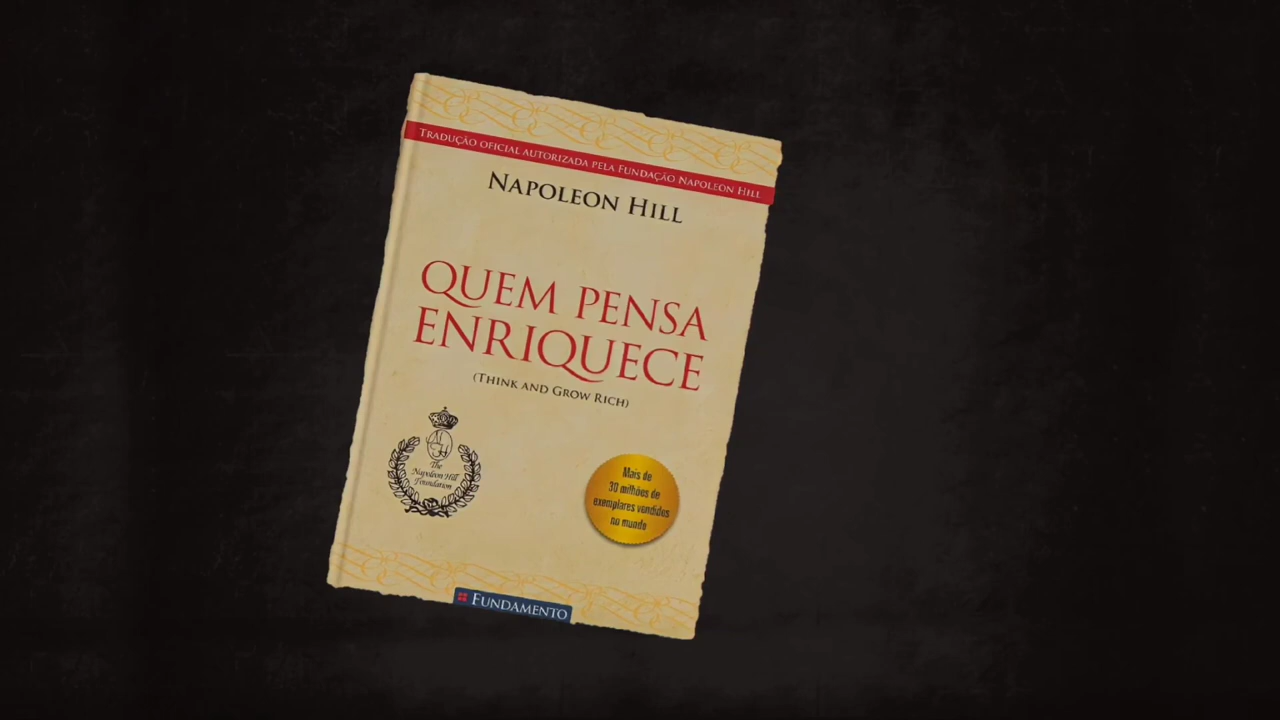 TRADUÇÃO OFICIAL AUTORIZADA PELA FUNDAÇÃO NAPOLEON HILL
NAPOLEON HILL
QUEM PENSA
ENRIQUECE
(THINK AND GROW RICH)
NH
The
Napoleon Hill
Foundation
Mais de
30 milhões de
exemplares vendidos
no mundo
FUNDAMENTO